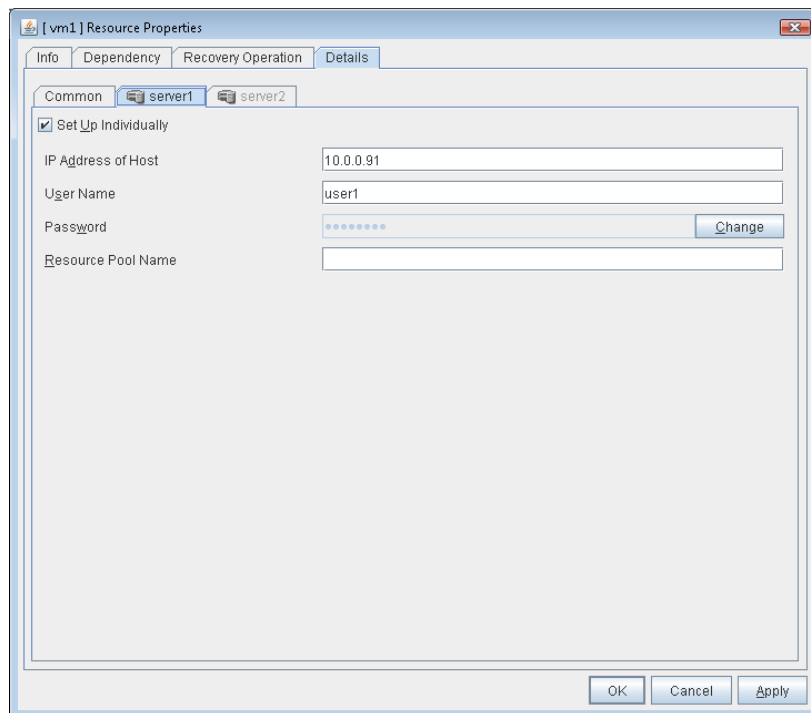 [ vm1 ] Resource Properties
Info Dependency Recovery Operation Details
Common server1 server2
Set Up Individually
IP Address of Host 10.0.0.91
User Name user1
Password ●●●●●●●● Change
Resource Pool Name
OK Cancel Apply